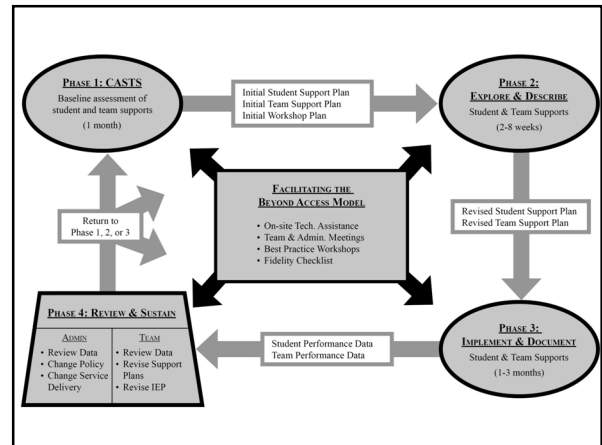 PHASE 1: CASTS
Baseline assessment of
student and team supports
(1 month)
Initial Student Support Plan
Initial Team Support Plan
Initial Workshop Plan
PHASE 2:
EXPLORE & DESCRIBE
Student & Team Supports
(2-8 weeks)
FACILITATING THE
BEYOND ACCESS MODEL
• On-site Tech. Assistance
• Team & Admin. Meetings
• Best Practice Workshops
• Fidelity Checklist
Return to
Phase 1, 2, or 3
Revised Student Support Plan
Revised Team Support Plan
PHASE 4: REVIEW & SUSTAIN
ADMIN
• Review Data
• Change Policy
• Change Service
Delivery
TEAM
• Review Data
• Revise Support
Plans
• Revise IEP
Student Performance Data
Team Performance Data
PHASE 3:
IMPLEMENT & DOCUMENT
Student & Team Supports
(1-3 months)